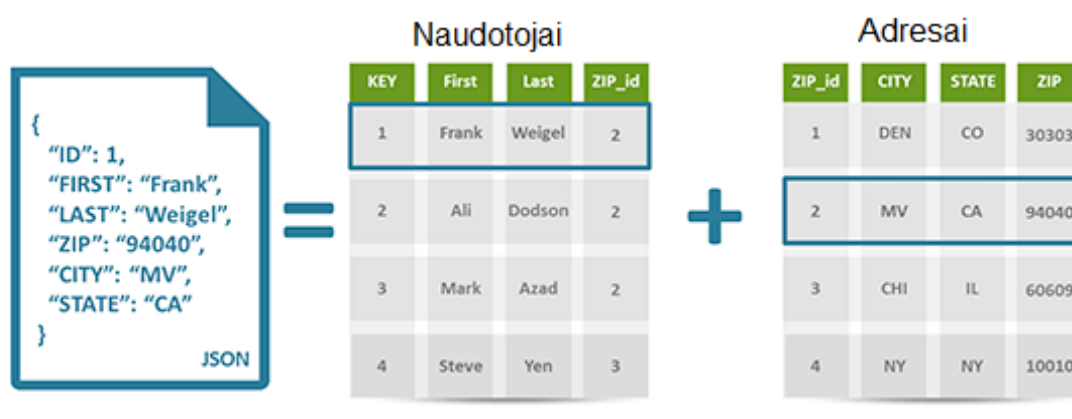 {
“ID”: 1,
“FIRST”: “Frank”,
“LAST”: “Weigel”,
“ZIP”: “94040”,
“CITY”: “MV”,
“STATE”: “CA”
}
JSON
=
Naudotojai
KEY First Last ZIP_id
1 Frank Weigel 2
2 Ali Dodson 2
3 Mark Azad 2
4 Steve Yen 3
+
Adresai
ZIP_id CITY STATE ZIP
1 DEN CO 30303
2 MV CA 94040
3 CHI IL 60609
4 NY NY 10010